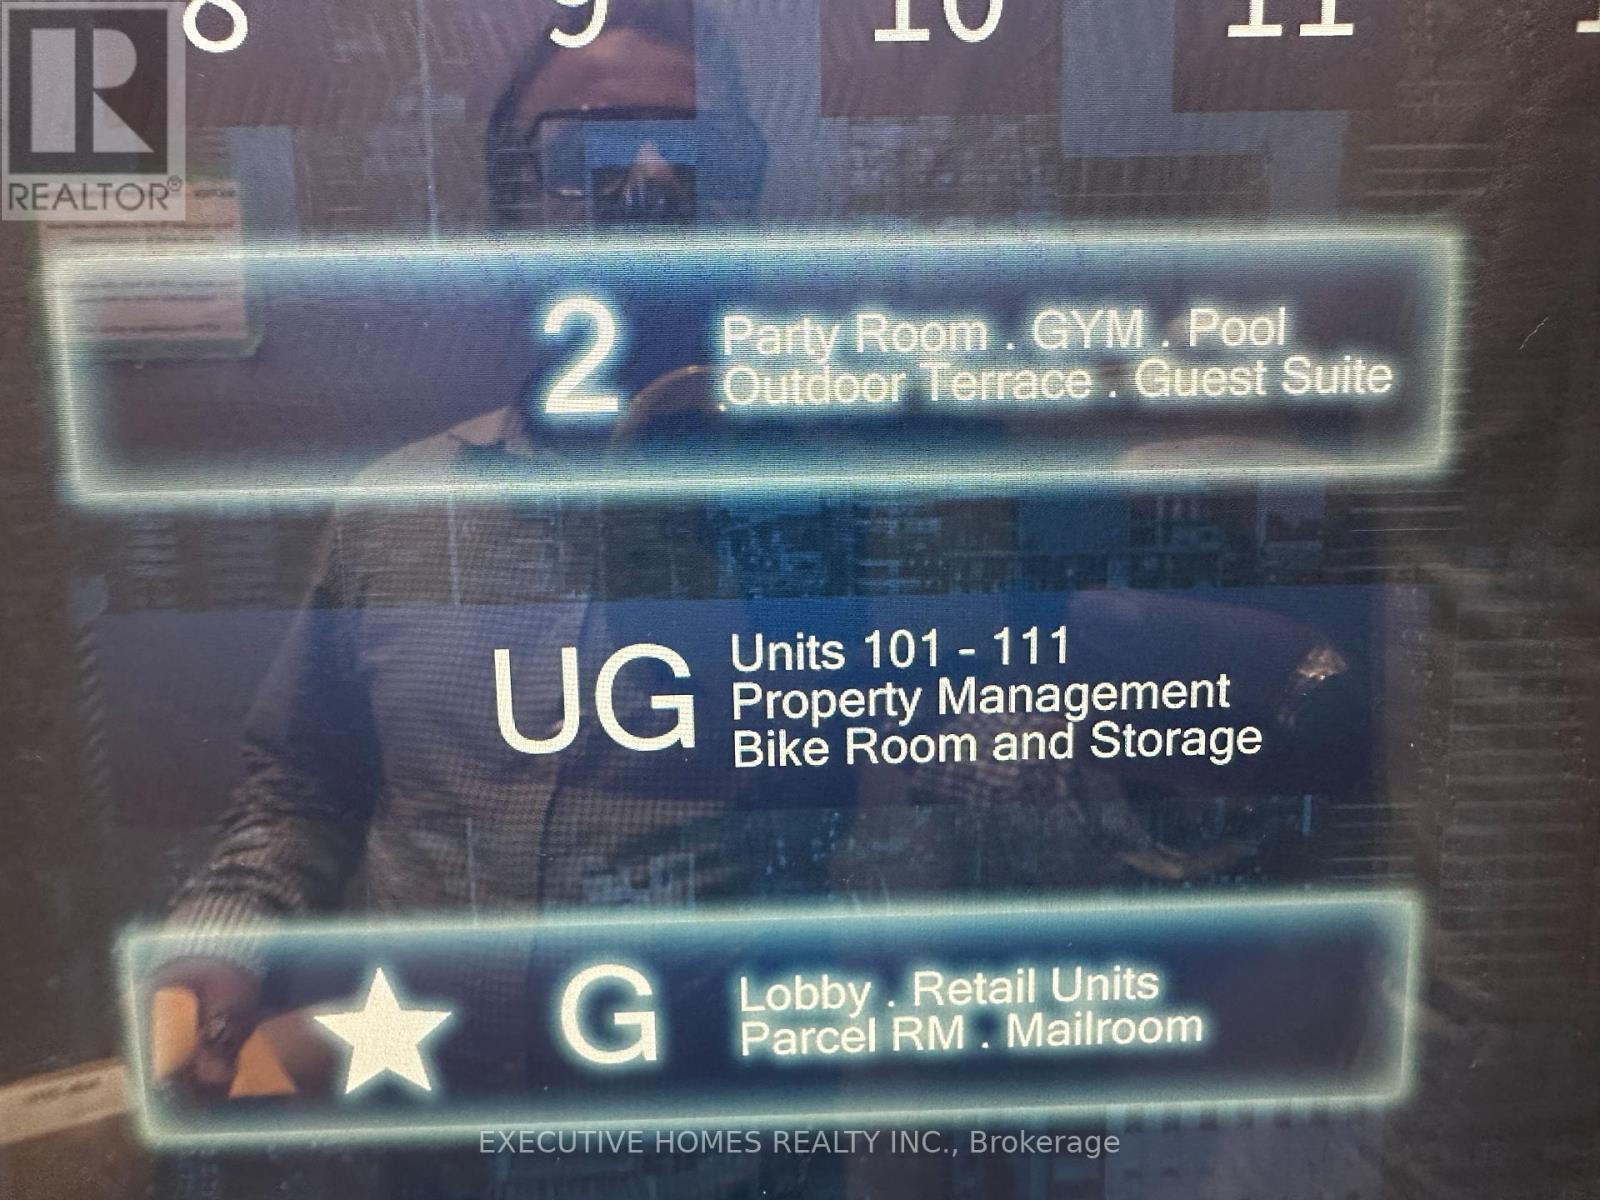 8 9 10 11
REALTOR®
2
Party Room . GYM . Pool
Outdoor Terrace . Guest Suite
UG
Units 101 - 111
Property Management
Bike Room and Storage
★ G
Lobby . Retail Units
Parcel RM . Mailroom
EXECUTIVE HOMES REALTY INC., Brokerage